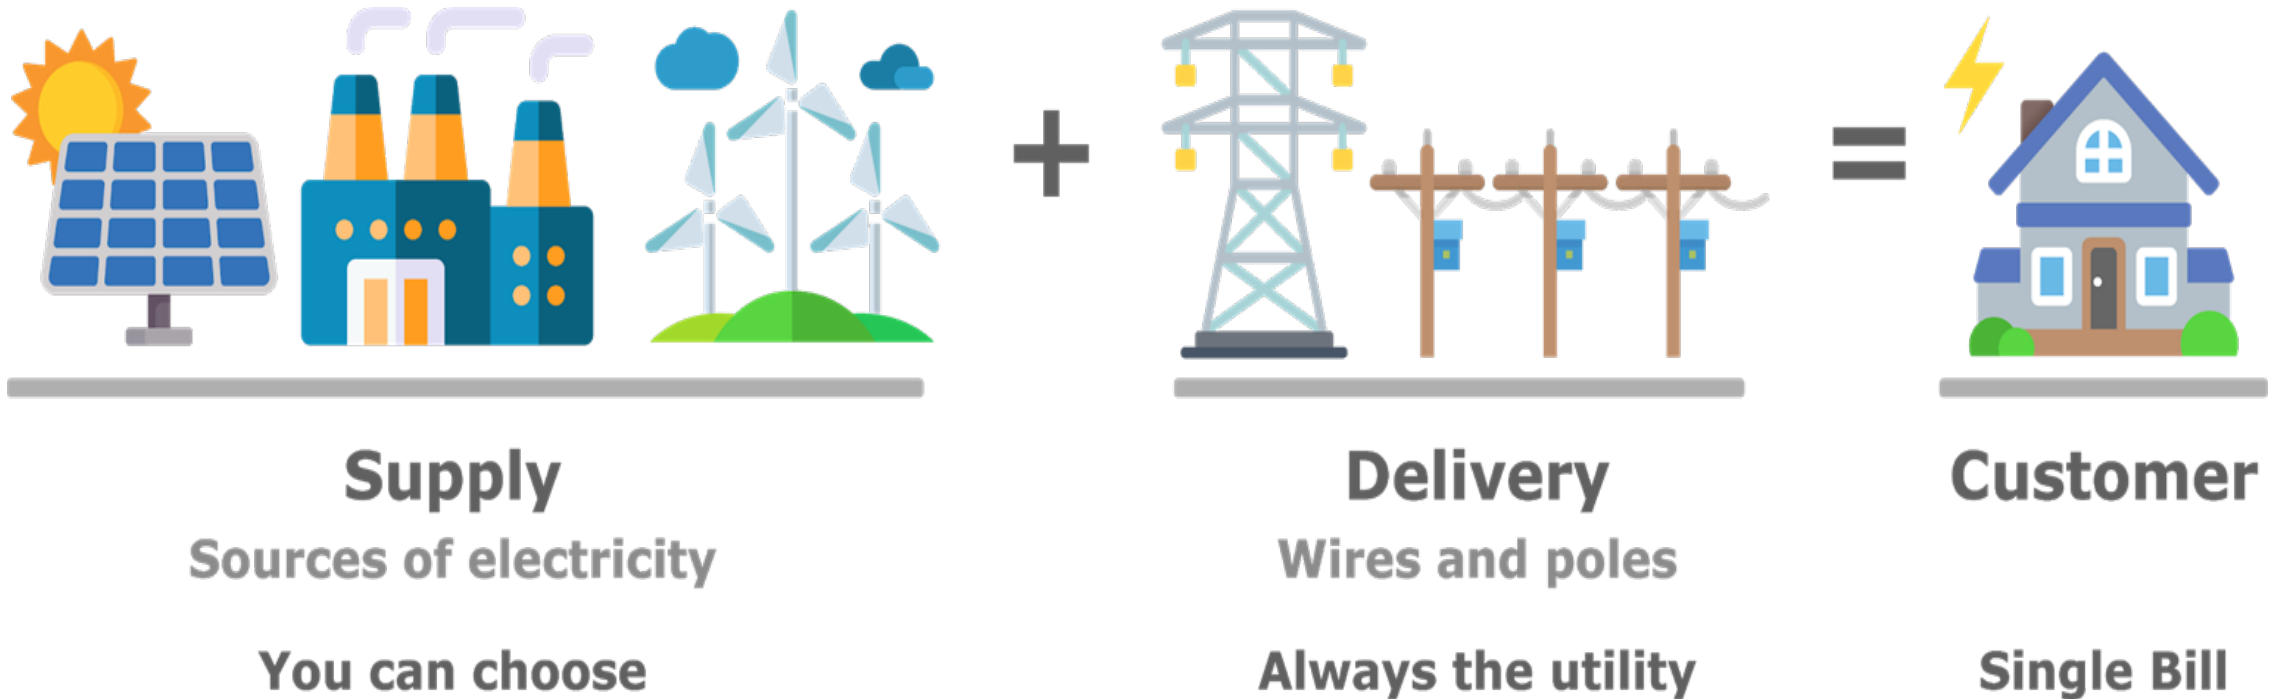 +
=
Supply
Delivery
Customer
Sources of electricity
Wires and poles
You can choose
Always the utility
Single Bill